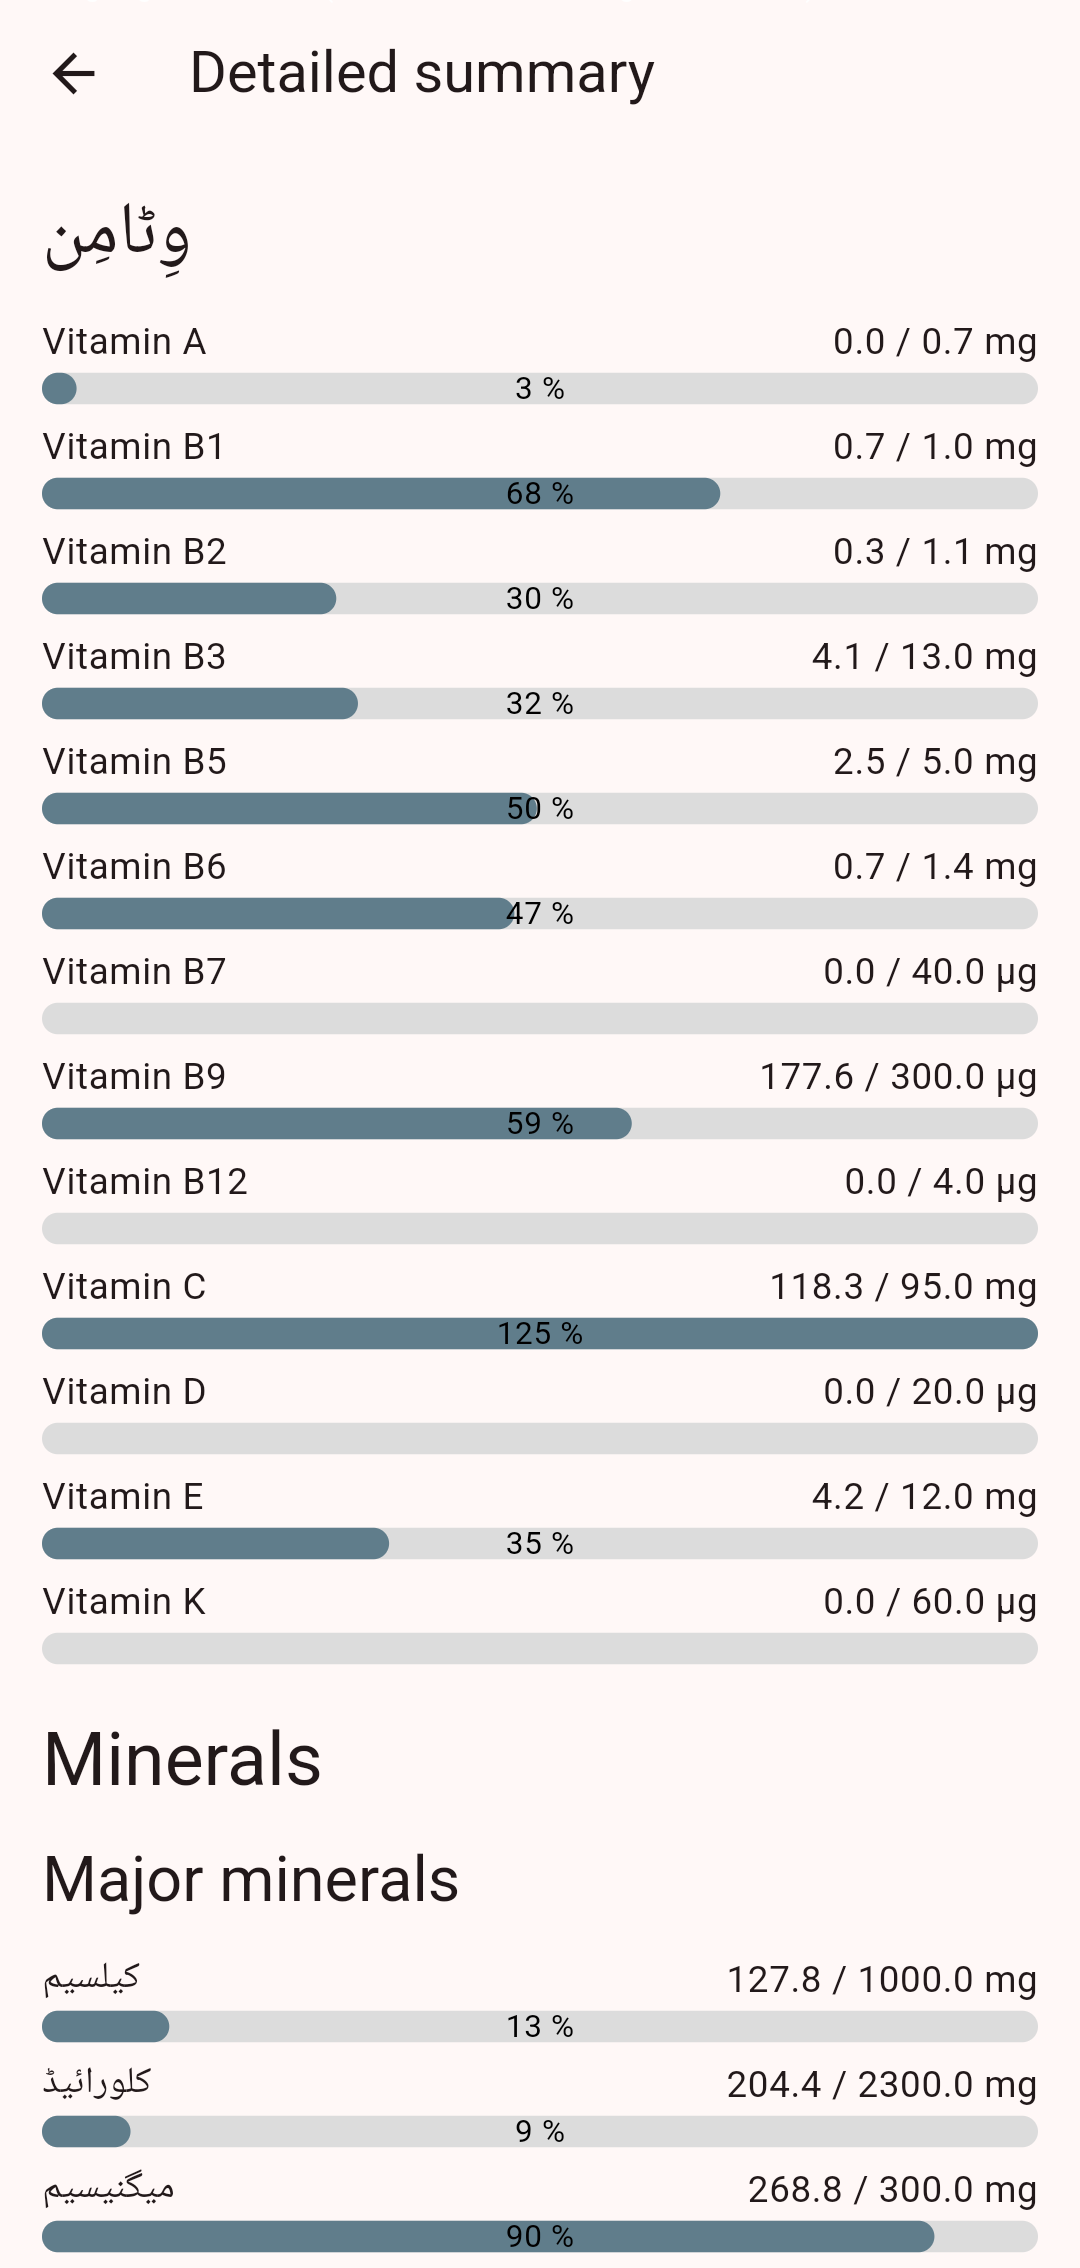 Detailed summary
وِٹامِن
Vitamin A 0.0 / 0.7 mg
3 %
Vitamin B1 0.7 / 1.0 mg
68 %
Vitamin B2 0.3 / 1.1 mg
30 %
Vitamin B3 4.1 / 13.0 mg
32 %
Vitamin B5 2.5 / 5.0 mg
50 %
Vitamin B6 0.7 / 1.4 mg
47 %
Vitamin B7 0.0 / 40.0 µg
Vitamin B9 177.6 / 300.0 µg
59 %
Vitamin B12 0.0 / 4.0 µg
Vitamin C 118.3 / 95.0 mg
125 %
Vitamin D 0.0 / 20.0 µg
Vitamin E 4.2 / 12.0 mg
35 %
Vitamin K 0.0 / 60.0 µg
Minerals
Major minerals
کیلسیم 127.8 / 1000.0 mg
13 %
کلورائیڈ 204.4 / 2300.0 mg
9 %
میگنیسیم 268.8 / 300.0 mg
90 %